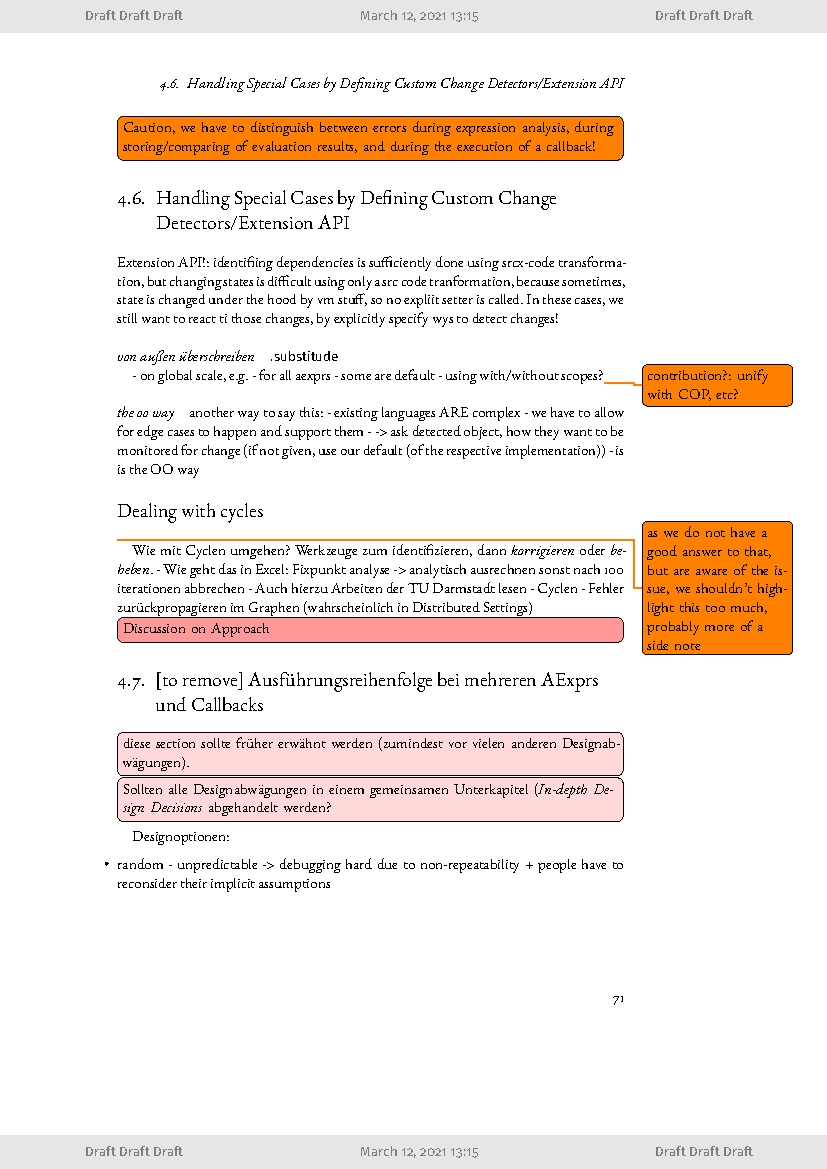 Draft Draft Draft March 12, 2021 13:15 Draft Draft Draft
4.6. Handling Special Cases by Defining Custom Change Detectors/Extension API
Caution, we have to distinguish between errors during expression analysis, during
storing/comparing of evaluation results, and during the execution of a callback!
4.6. Handling Special Cases by Defining Custom Change
Detectors/Extension API
Extension API!: identifiing dependencies is sufficiently done using srcx-code transforma-
tion, but changing states is difficult using only a src code tranformation, because sometimes,
state is changed under the hood by vm stuff, so no expliit setter is called. In these cases, we
still want to react ti those changes, by explicitly specify wys to detect changes!
von außen überschreiben .substitude
- on global scale, e.g. - for all aexprs - some are default - using with/without scopes?
contribution?: unify
with COP, etc?
the oo way another way to say this: - existing languages ARE complex - we have to allow
for edge cases to happen and support them - -> ask detected object, how they want to be
monitored for change (if not given, use our default (of the respective implementation)) - is
is the OO way
Dealing with cycles
Wie mit Cyclen umgehen? Werkzeuge zum identifizieren, dann korrigieren oder be-
heben. - Wie geht das in Excel: Fixpunkt analyse -> analytisch ausrechnen sonst nach 100
iterationen abbrechen - Auch hierzu Arbeiten der TU Darmstadt lesen - Cyclen - Fehler
zurückpropagieren im Graphen (wahrscheinlich in Distributed Settings)
as we do not have a
good answer to that,
but are aware of the is-
sue, we shouldn't high-
light this too much,
probably more of a
side note
Discussion on Approach
4.7. [to remove] Ausführungsreihenfolge bei mehreren AExprs
und Callbacks
diese section sollte früher erwähnt werden (zumindest vor vielen anderen Designab-
wägungen).
Sollten alle Designabwägungen in einem gemeinsamen Unterkapitel (In-depth De-
sign Decisions abgehandelt werden?
Designoptionen:
• random - unpredictable -> debugging hard due to non-repeatability + people have to
reconsider their implicit assumptions
71
Draft Draft Draft March 12, 2021 13:15 Draft Draft Draft